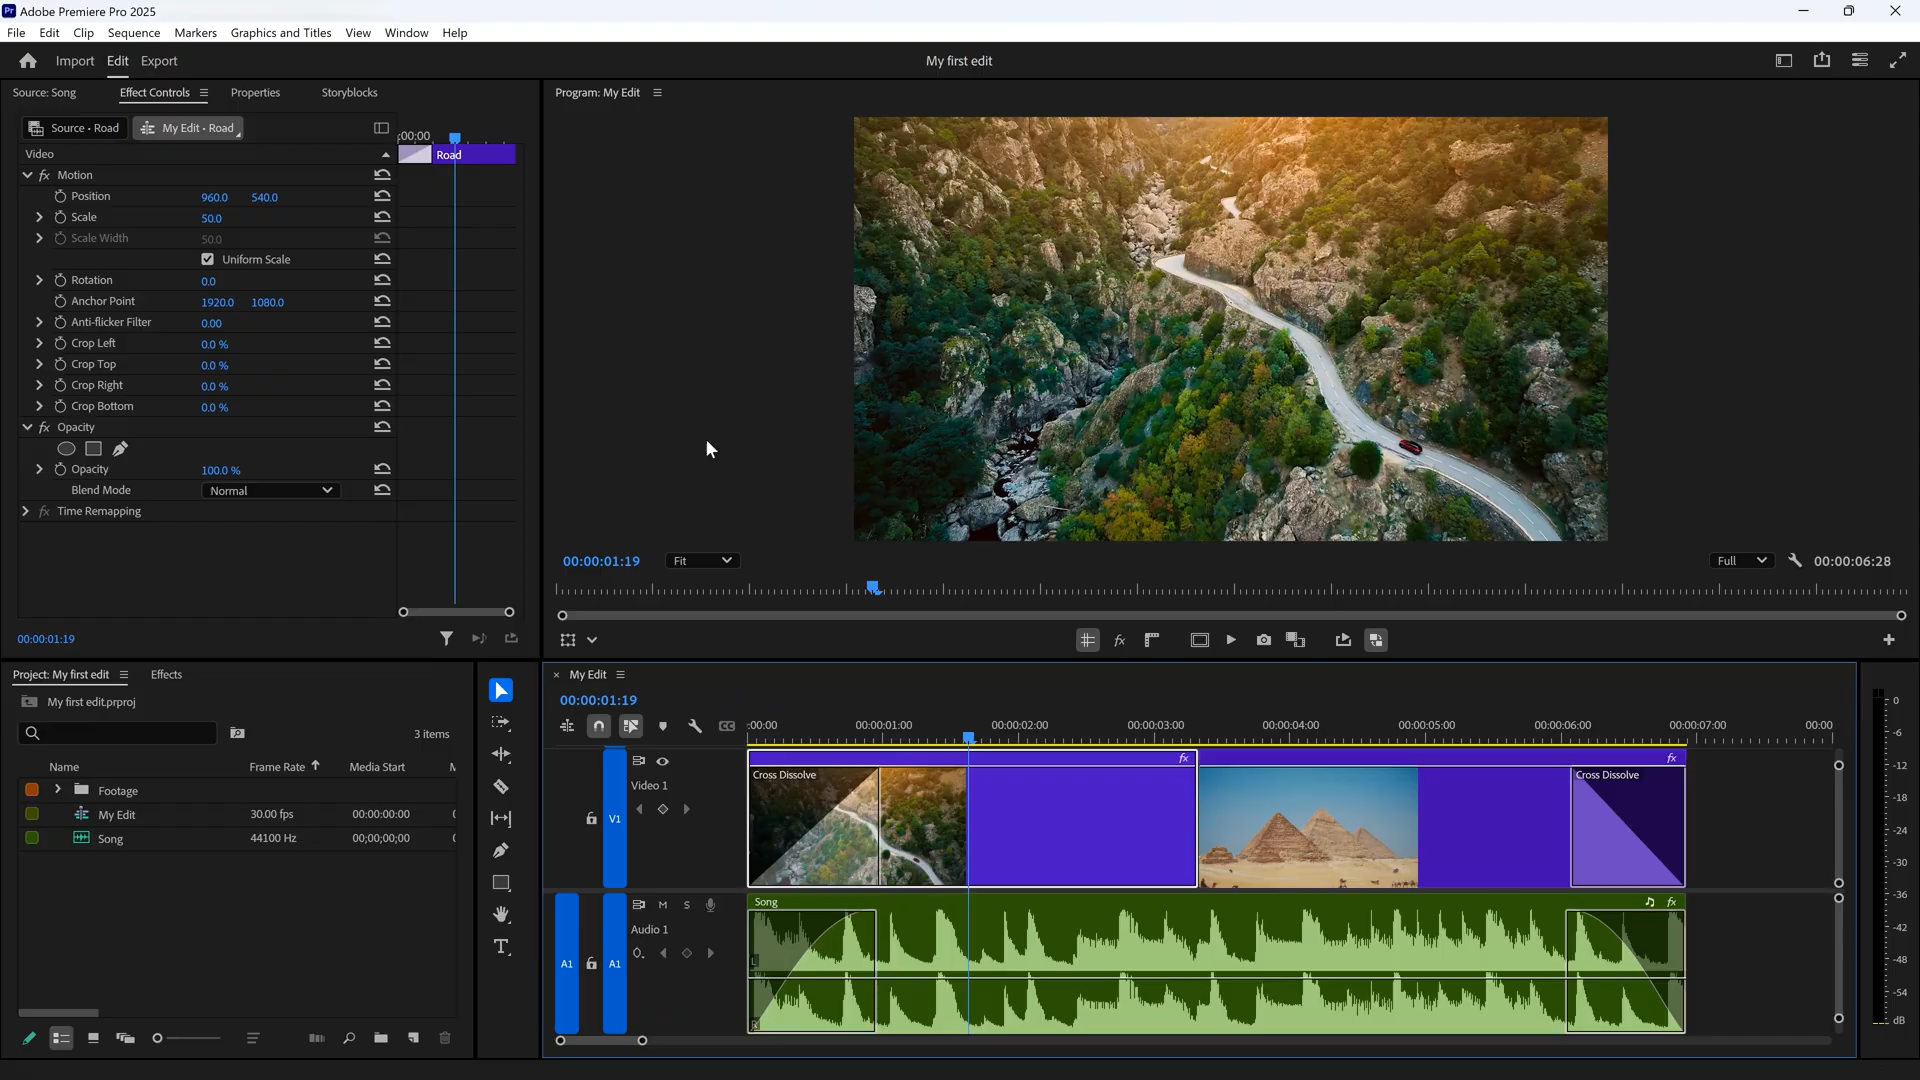 Pr Adobe Premiere Pro 2025
File Edit Clip Sequence Markers Graphics and Titles View Window Help
Import Edit Export My first edit
Source: Song Effect Controls Properties Storyblocks
Program: My Edit
Source • Road My Edit • Road
:00:00
Video
Road
Motion
Position 960.0 540.0
Scale 50.0
Scale Width 50.0
Uniform Scale
Rotation 0.0
Anchor Point 1920.0 1080.0
Anti-flicker Filter 0.00
Crop Left 0.0 %
Crop Top 0.0 %
Crop Right 0.0 %
Crop Bottom 0.0 %
fx Opacity
Opacity 100.0 %
Blend Mode Normal
fx Time Remapping
00:00:01:19
00:00:01:19 Fit Full 00:00:06:28
fx
Project: My first edit Effects
My first edit.prproj
3 items
Name Frame Rate Media Start
Footage
My Edit 30.00 fps 00:00:00:00
Song 44100 Hz 00;00;00;00
T
× My Edit
00:00:01:19
CC
:00:00 00:00:01:00 00:00:02:00 00:00:03:00 00:00:04:00 00:00:05:00 00:00:06:00 00:00:07:00 00:00
V1
Video 1
fx fx
Cross Dissolve Cross Dissolve
A1 A1
M S
Audio 1
Song
fx
L
R
0
-6
-12
-18
-24
-30
-36
-42
-48
-54
dB